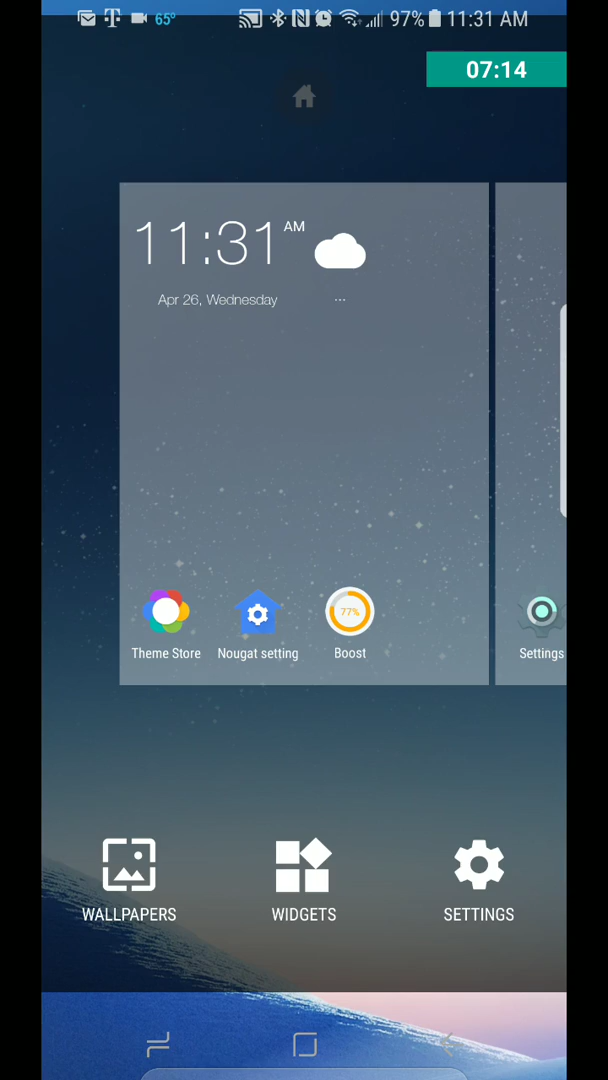 65° 97% 11:31 AM
07:14
11:31 AM
Apr 26, Wednesday
...
77%
Theme Store Nougat setting Boost Settings
WALLPAPERS WIDGETS SETTINGS